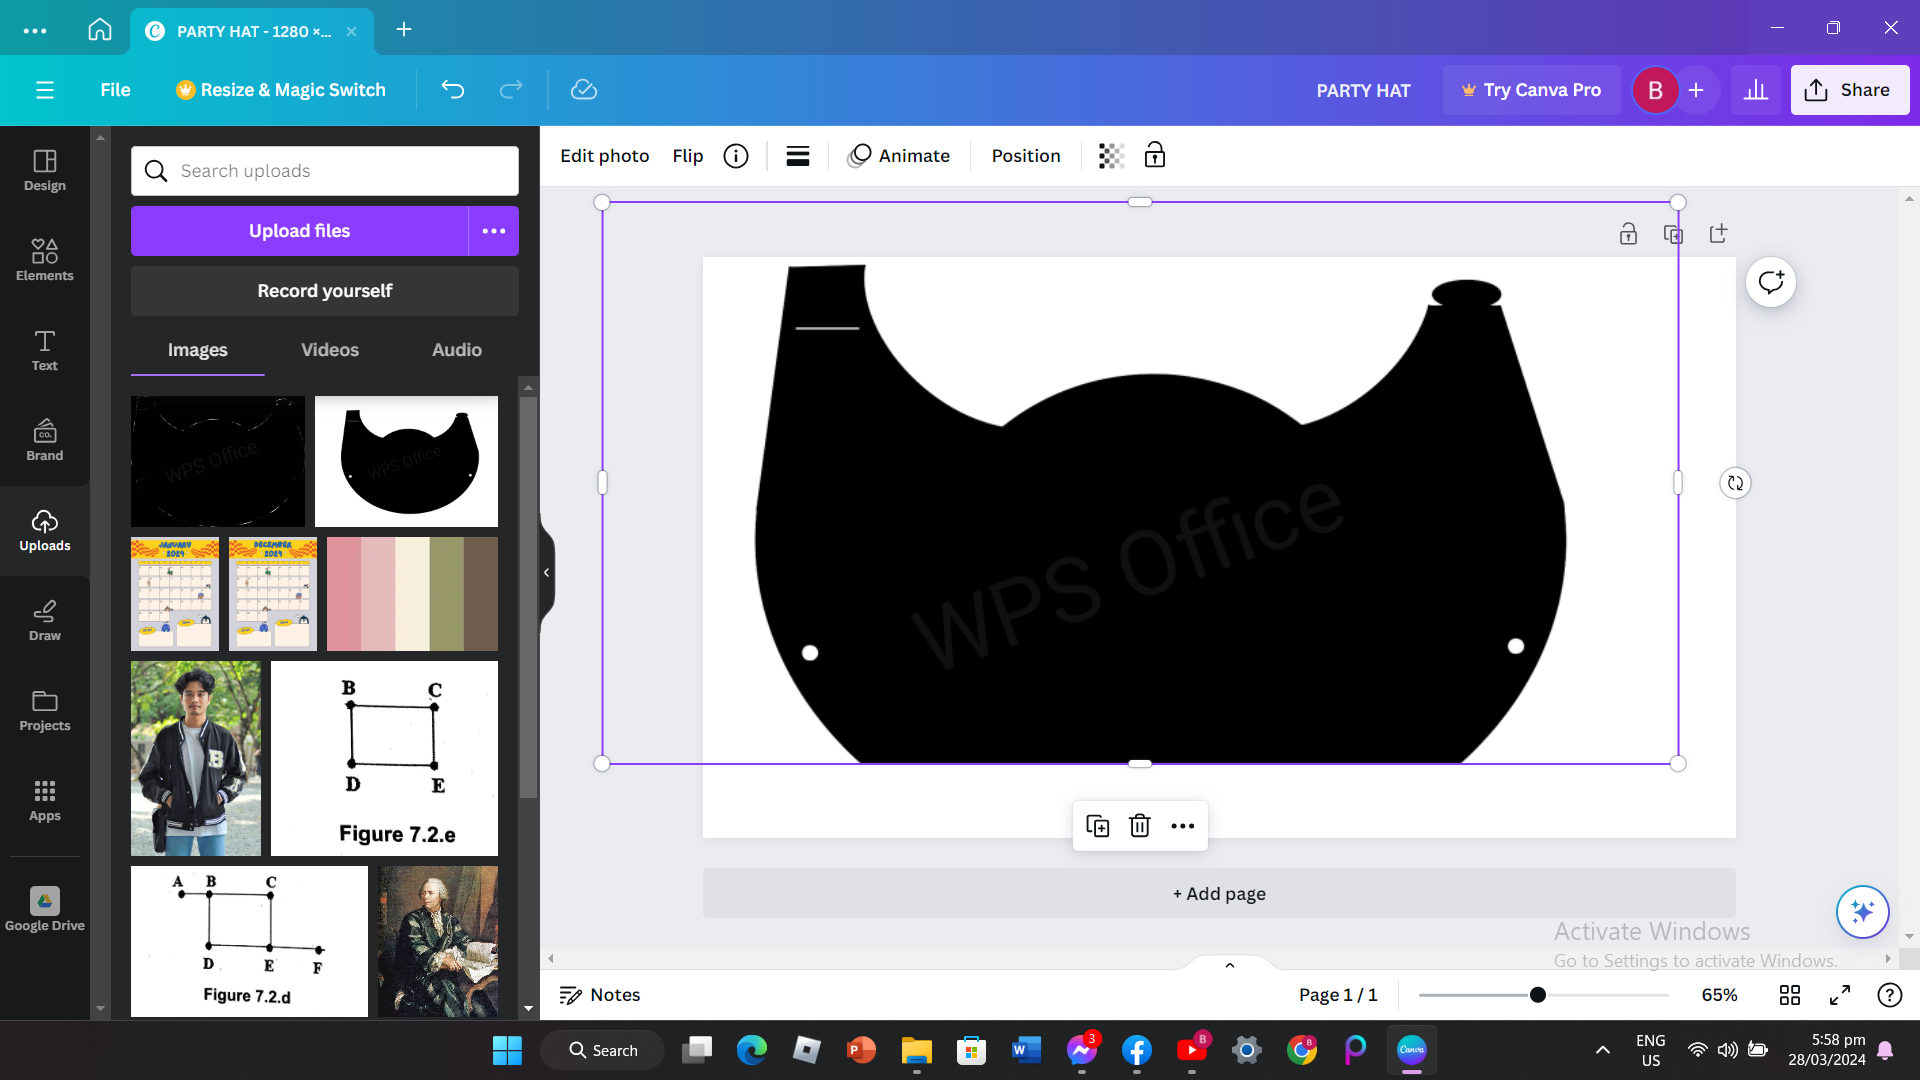 PARTY HAT - 1280 ×...
File
Resize & Magic Switch
PARTY HAT
Try Canva Pro
B
Share
Design
Elements
Text
CO.
Brand
Uploads
Draw
Projects
Apps
Google Drive
Search uploads
Upload files
Record yourself
Images
Videos
Audio
WPS Office
WPS Office
JANUARY
2024
DECEMBER
2024
B
B C
D E
Figure 7.2.e
A B C
D E F
Figure 7.2.d
Edit photo
Flip
Animate
Position
WPS Office
+ Add page
Activate Windows
Go to Settings to activate Windows.
Notes
Page 1 / 1
65%
Search
3
B
B
Canva
ENG
US
5:58 pm
28/03/2024